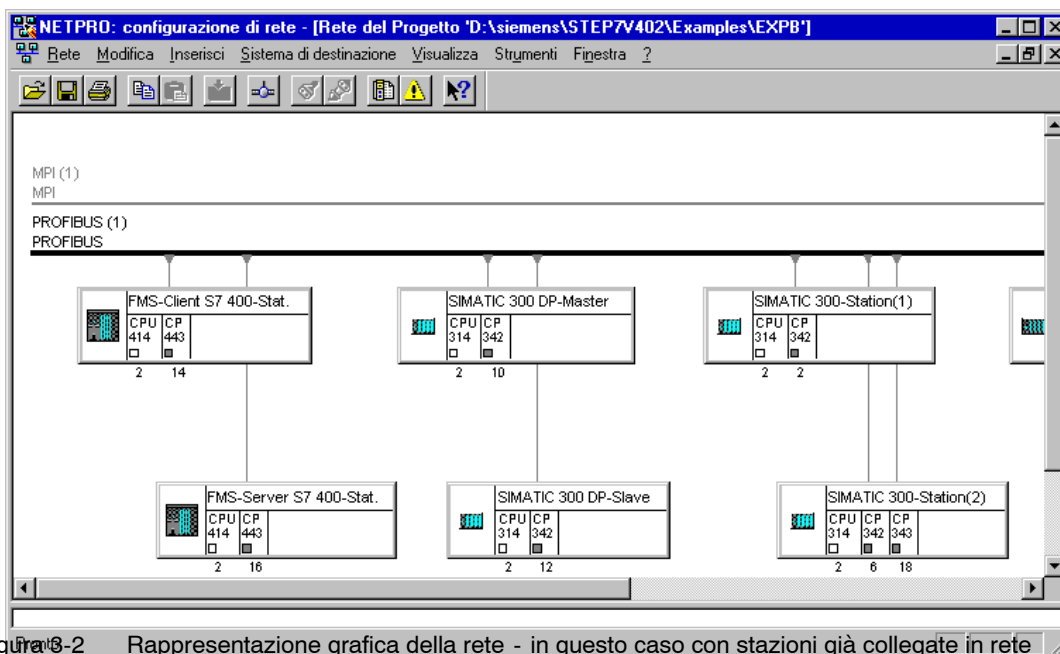 NETPRO: configurazione di rete - [Rete del Progetto 'D:\siemens\STEP7V402\Examples\EXPB']
Rete Modifica Inserisci Sistema di destinazione Visualizza Strumenti Finestra ?
MPI (1)
MPI
PROFIBUS (1)
PROFIBUS
FMS-Client S7 400-Stat.
CPU CP
414 443
2 14
SIMATIC 300 DP-Master
CPU CP
314 342
2 10
SIMATIC 300-Station(1)
CPU CP
314 342
2 2
FMS-Server S7 400-Stat.
CPU CP
414 443
2 16
SIMATIC 300 DP-Slave
CPU CP
314 342
2 12
SIMATIC 300-Station(2)
CPU CP CP
314 342 343
2 6 18
3-2 Rappresentazione grafica della rete - in questo caso con stazioni già collegate in rete